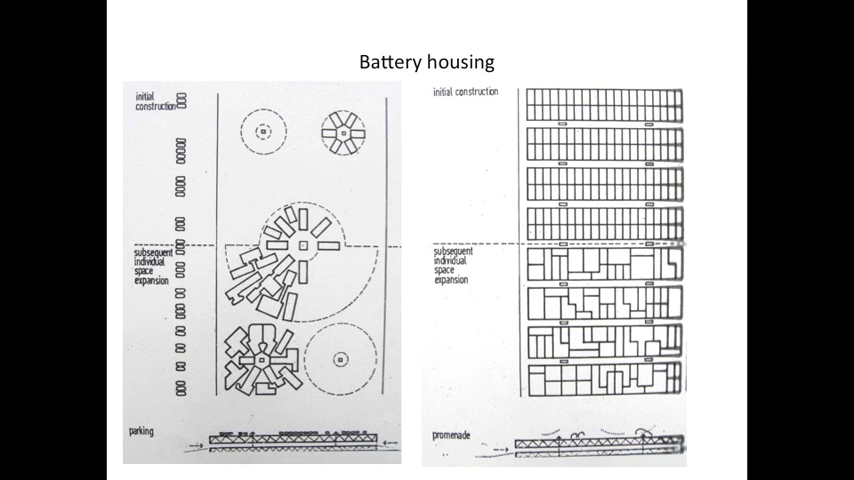 Battery housing
initial
construction
subsequent
individual
space
expansion
parking
initial construction
subsequent
individual
space
expansion
promenade